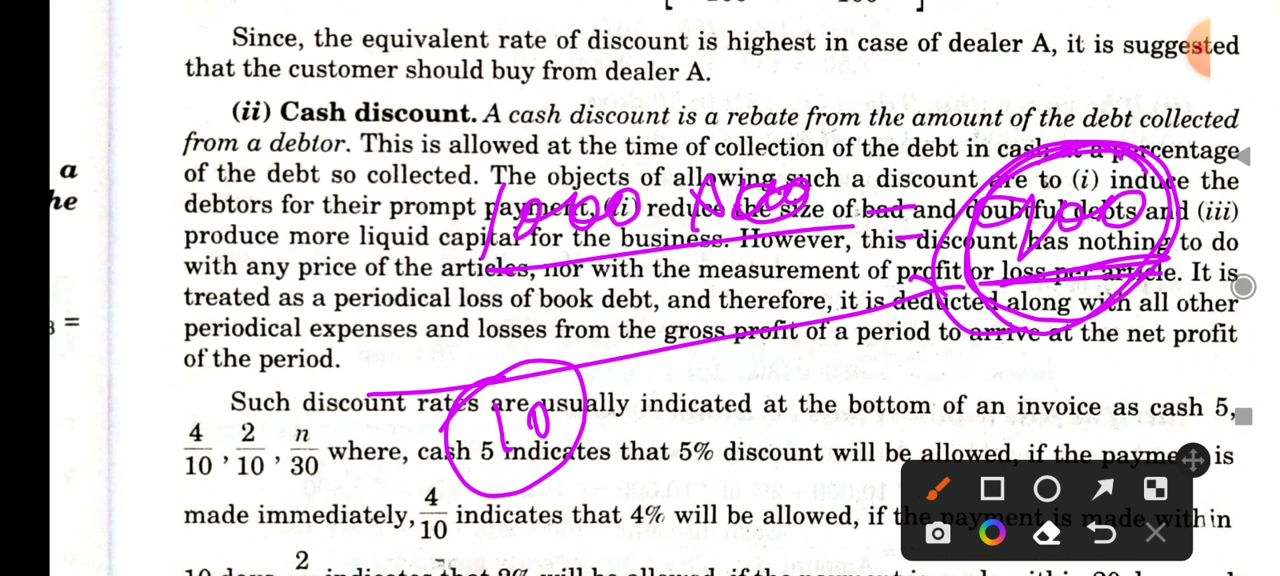 Since, the equivalent rate of discount is highest in case of dealer A, it is suggested
that the customer should buy from dealer A.
(ii) Cash discount. A cash discount is a rebate from the amount of the debt collected
from a debtor. This is allowed at the time of collection of the debt in cash as a percentage
a
of the debt so collected. The objects of allowing such a discount are to (i) induce the
he
debtors for their prompt payment, (ii) reduce the size of bad and doubtful debts and (iii)
produce more liquid capital for the business. However, this discount has nothing to do
with any price of the articles, nor with the measurement of profit or loss per article. It is
treated as a periodical loss of book debt, and therefore, it is deducted along with all other
periodical expenses and losses from the gross profit of a period to arrive at the net profit
of the period.
10
Such discount rates are usually indicated at the bottom of an invoice as cash 5,
4/10, 2/10, n/30 where, cash 5 indicates that 5% discount will be allowed, if the payme is
made immediately, 4/10 indicates that 4% will be allowed, if the payment is made within